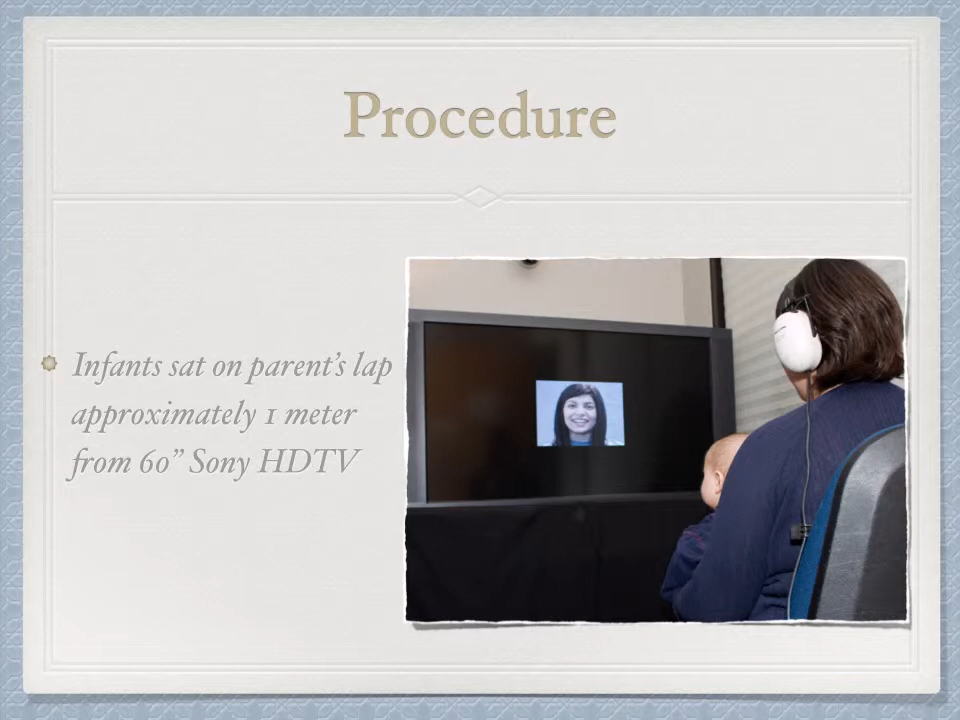 Procedure
Infants sat on parent’s lap
approximately 1 meter
from 60” Sony HDTV